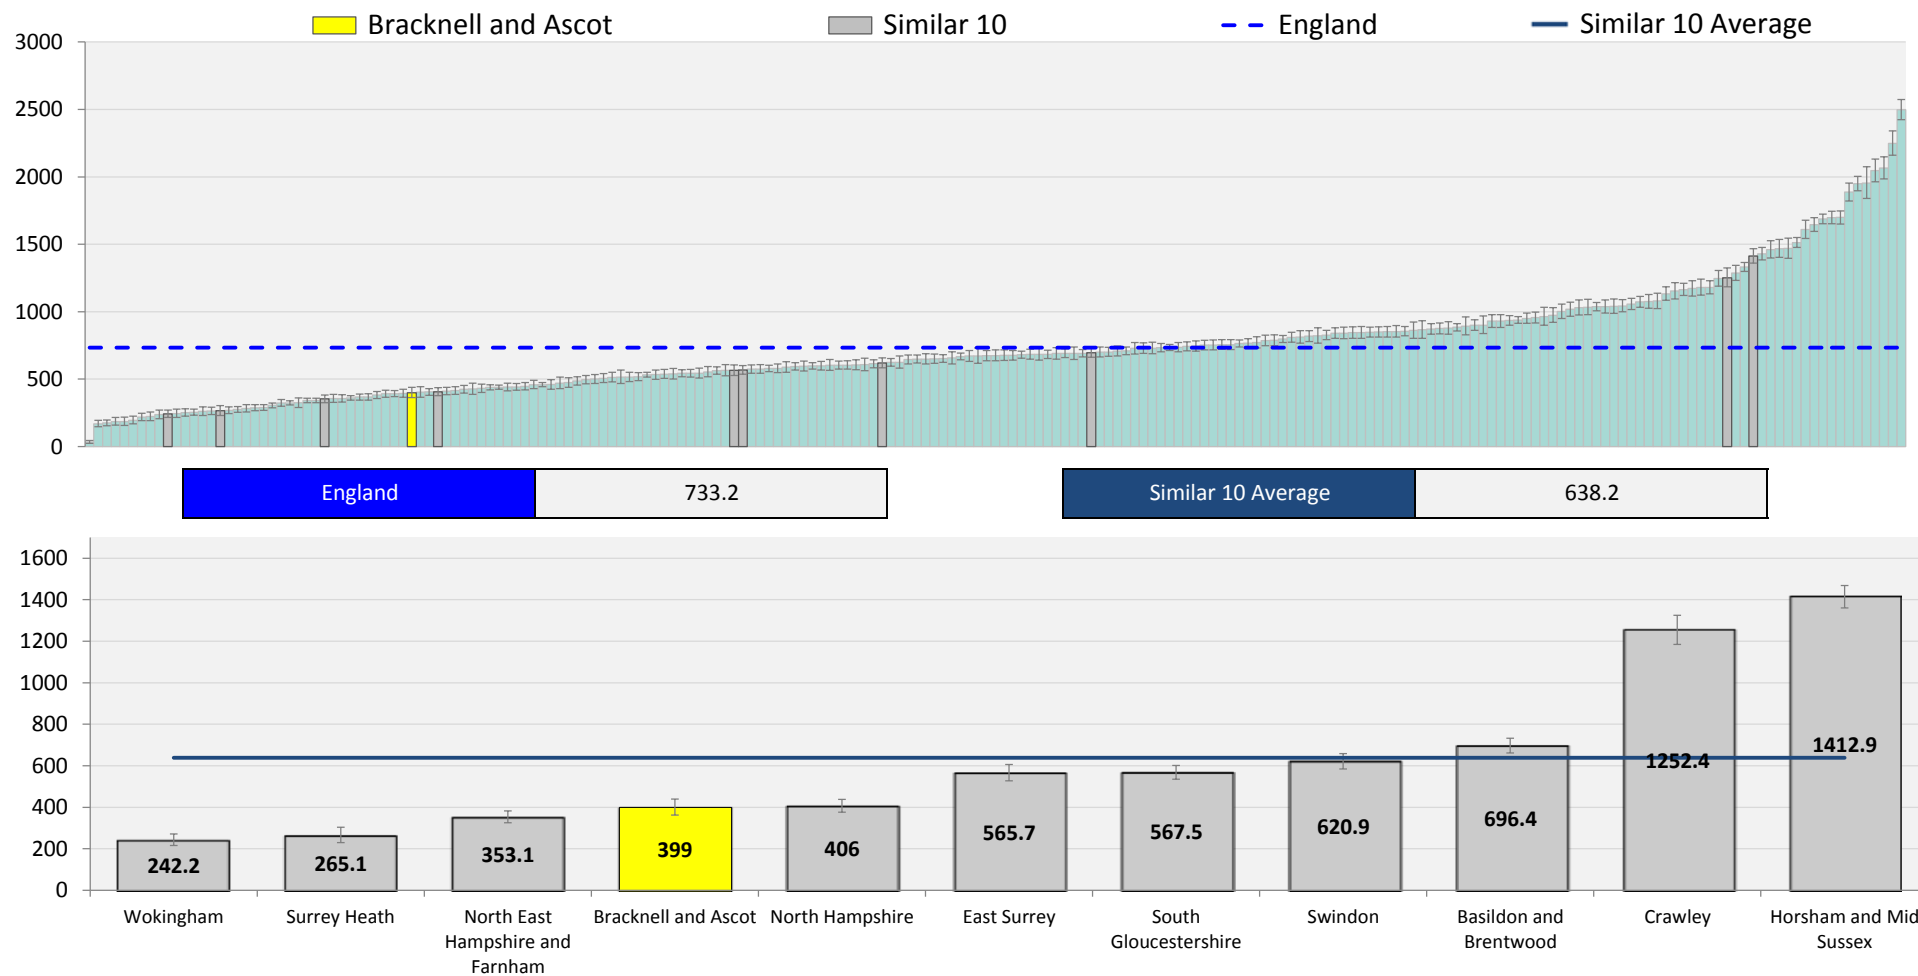 Bracknell and Ascot
Similar 10
England
Similar 10 Average
3000
2500
2000
1500
1000
500
0
England
733.2
Similar 10 Average
638.2
1600
1400
1200
1000
800
600
400
200
0
242.2
265.1
353.1
399
406
565.7
567.5
620.9
696.4
1252.4
1412.9
Wokingham
Surrey Heath
North East
Hampshire and
Farnham
Bracknell and Ascot
North Hampshire
East Surrey
South
Gloucestershire
Swindon
Basildon and
Brentwood
Crawley
Horsham and Mid
Sussex